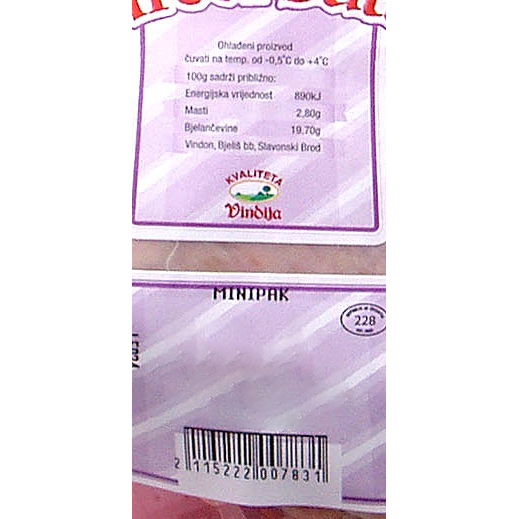 Ohlađeni proizvod
čuvati na temp. od -0,5˚C do +4˚C
100g sadrži približno:
Energijska vrijednost 890kJ
Masti 2,80g
Bjelančevine 19,70g
Vindon, Bjeliš bb, Slavonski Brod
KVALITETA
Vindija
MINIPAK
228
2 115222 007831